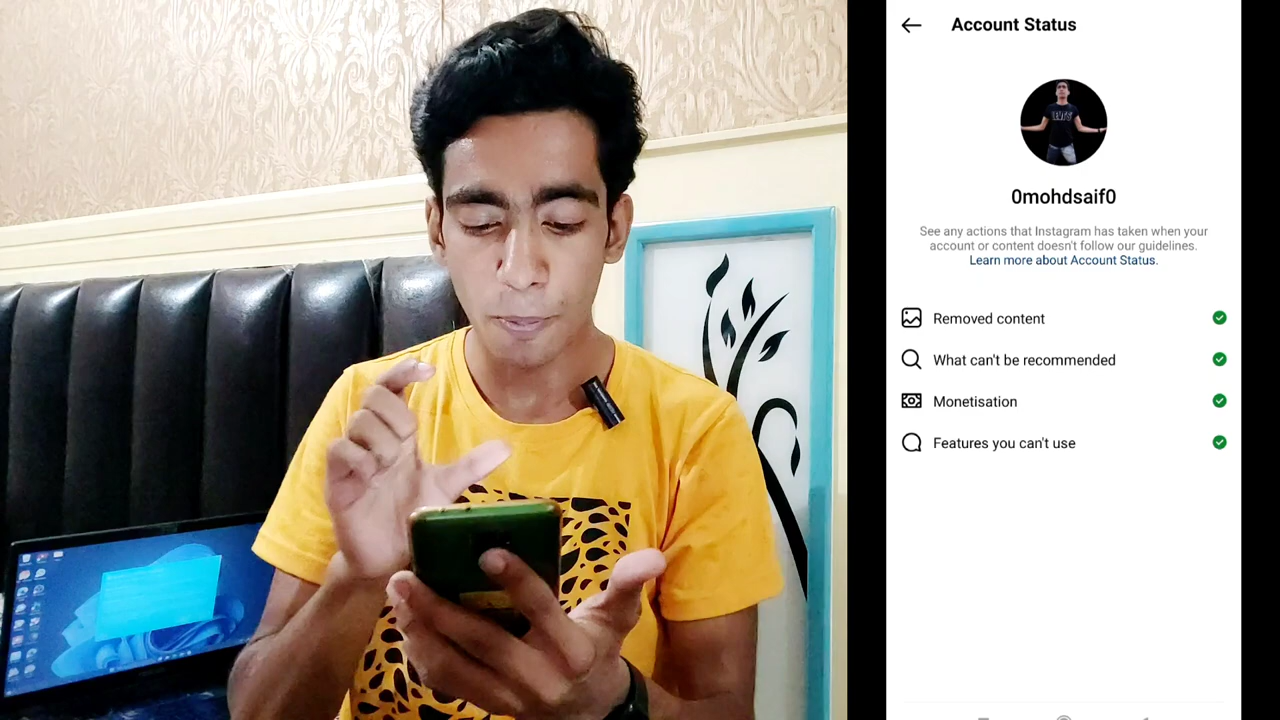 Account Status
0mohdsaif0
See any actions that Instagram has taken when your
account or content doesn't follow our guidelines.
Learn more about Account Status.
Removed content
What can't be recommended
Monetisation
Features you can't use